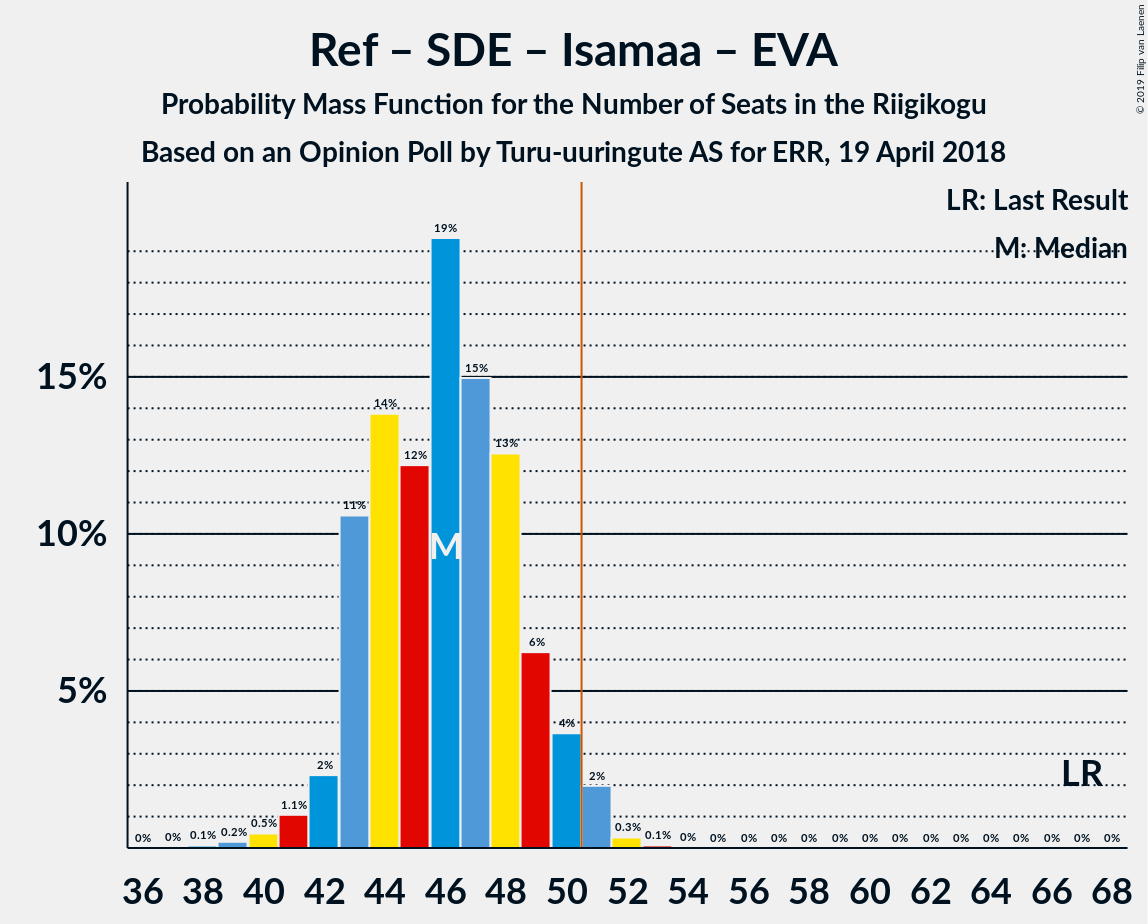 Ref – SDE – Isamaa – EVA
Probability Mass Function for the Number of Seats in the Riigikogu
Based on an Opinion Poll by Turu-uuringute AS for ERR, 19 April 2018
© 2019 Filip van Laenen
LR: Last Result
M: Median
15%
10%
5%
0% 0% 0.1% 0.2% 0.5% 1.1% 2% 11% 14% 12% 19% 15% 13% 6% 4% 2% 0.3% 0.1% 0% 0% 0% 0% 0% 0% 0% 0% 0% 0% 0% 0% 0% 0% 0%
M
LR
36 38 40 42 44 46 48 50 52 54 56 58 60 62 64 66 68